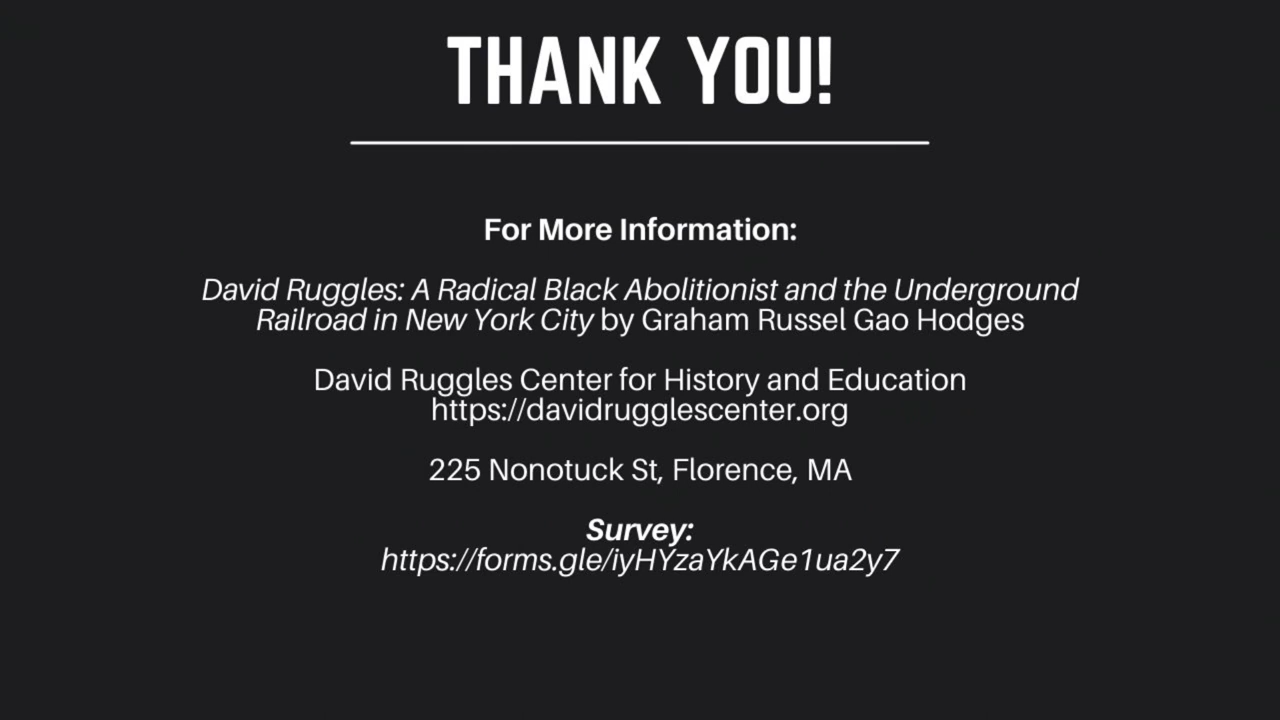 THANK YOU!
For More Information:
David Ruggles: A Radical Black Abolitionist and the Underground
Railroad in New York City by Graham Russel Gao Hodges
David Ruggles Center for History and Education
https://davidrugglescenter.org
225 Nonotuck St, Florence, MA
Survey:
https://forms.gle/iyHYzaYkAGe1ua2y7